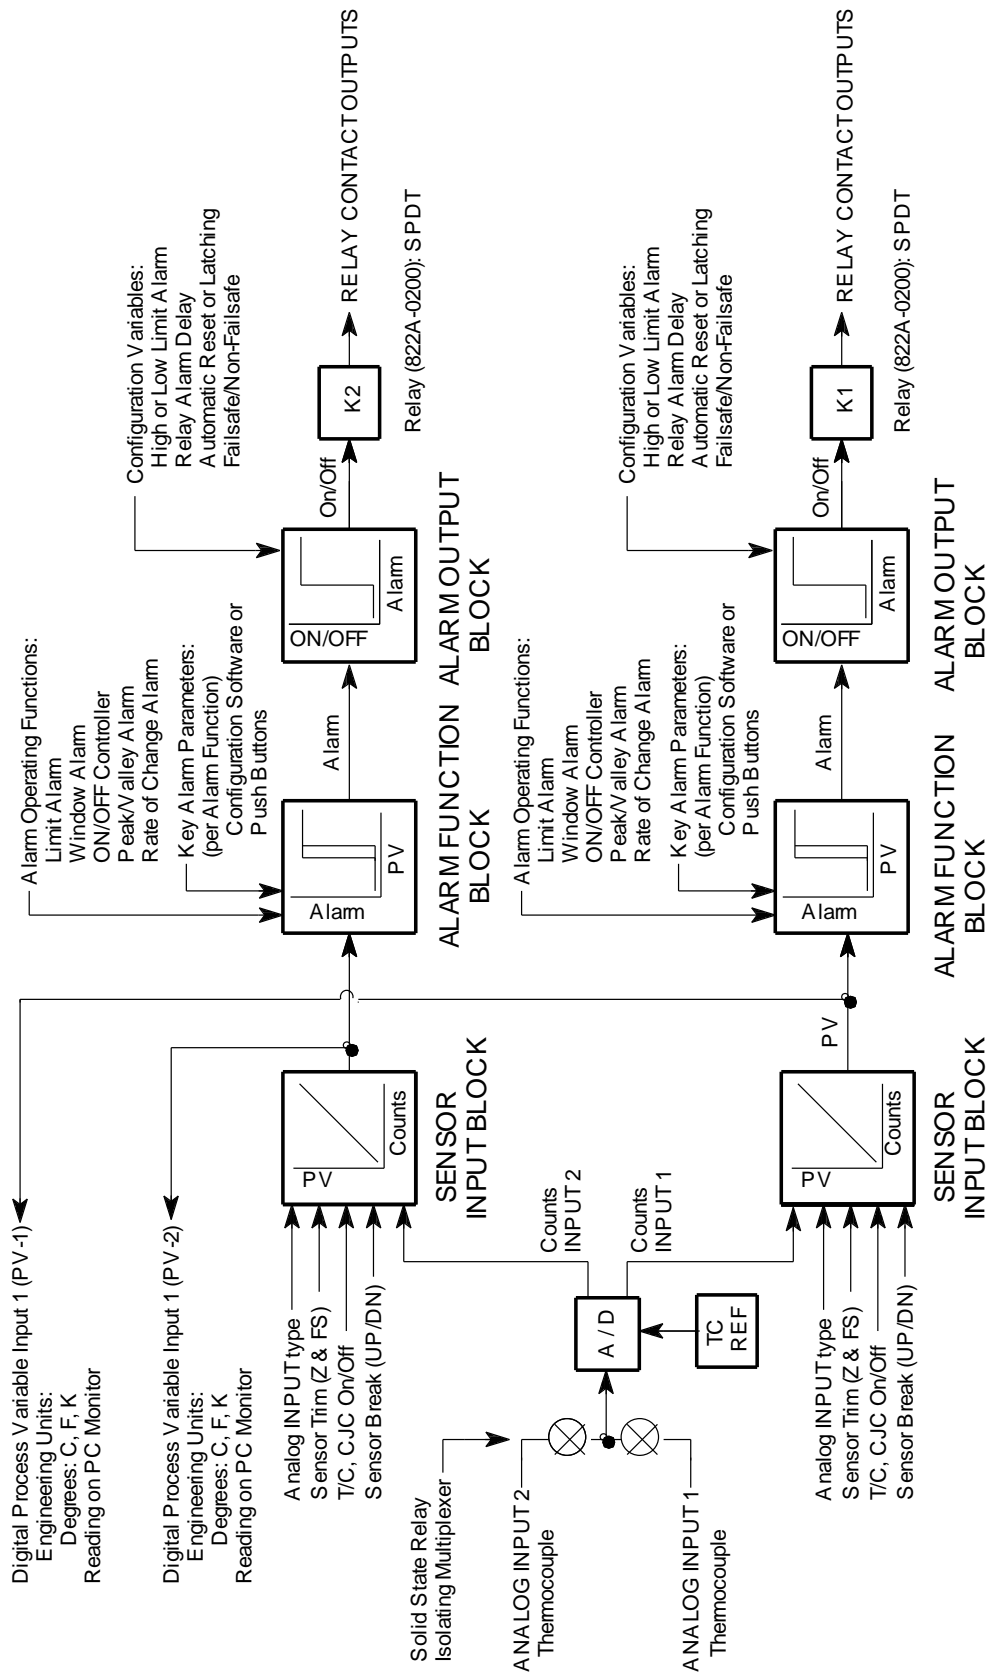 Digital Process Variable Input 1 (PV-1)
Engineering Units:
Degrees: C, F, K
Reading on PC Monitor
Digital Process Variable Input 1 (PV-2)
Engineering Units:
Degrees: C, F, K
Reading on PC Monitor
Analog INPUT type
Sensor Trim (Z & FS)
T/C, CJC On/Off
Sensor Break (UP/DN)
PV
Counts
SENSOR
INPUT BLOCK
Alarm Operating Functions:
Limit Alarm
Window Alarm
ON/OFF Controller
Peak/Valley Alarm
Rate of Change Alarm
Key Alarm Parameters:
(per Alarm Function)
Configuration Software or
Push Buttons
Alarm
PV
ALARM FUNCTION
BLOCK
Alarm
Configuration Variables:
High or Low Limit Alarm
Relay Alarm Delay
Automatic Reset or Latching
Failsafe/Non-Failsafe
ON/OFF
Alarm
ALARM OUTPUT
BLOCK
On/Off
K2
RELAY CONTACT OUTPUTS
Relay (822A-0200): SPDT
Solid State Relay
Isolating Multiplexer
ANALOG INPUT 2
Thermocouple
ANALOG INPUT 1
Thermocouple
A / D
TC
REF
Counts
INPUT 2
Counts
INPUT 1
Analog INPUT type
Sensor Trim (Z & FS)
T/C, CJC On/Off
Sensor Break (UP/DN)
PV
Counts
SENSOR
INPUT BLOCK
PV
Alarm Operating Functions:
Limit Alarm
Window Alarm
ON/OFF Controller
Peak/Valley Alarm
Rate of Change Alarm
Key Alarm Parameters:
(per Alarm Function)
Configuration Software or
Push Buttons
Alarm
PV
ALARM FUNCTION
BLOCK
Alarm
Configuration Variables:
High or Low Limit Alarm
Relay Alarm Delay
Automatic Reset or Latching
Failsafe/Non-Failsafe
ON/OFF
Alarm
ALARM OUTPUT
BLOCK
On/Off
K1
RELAY CONTACT OUTPUTS
Relay (822A-0200): SPDT